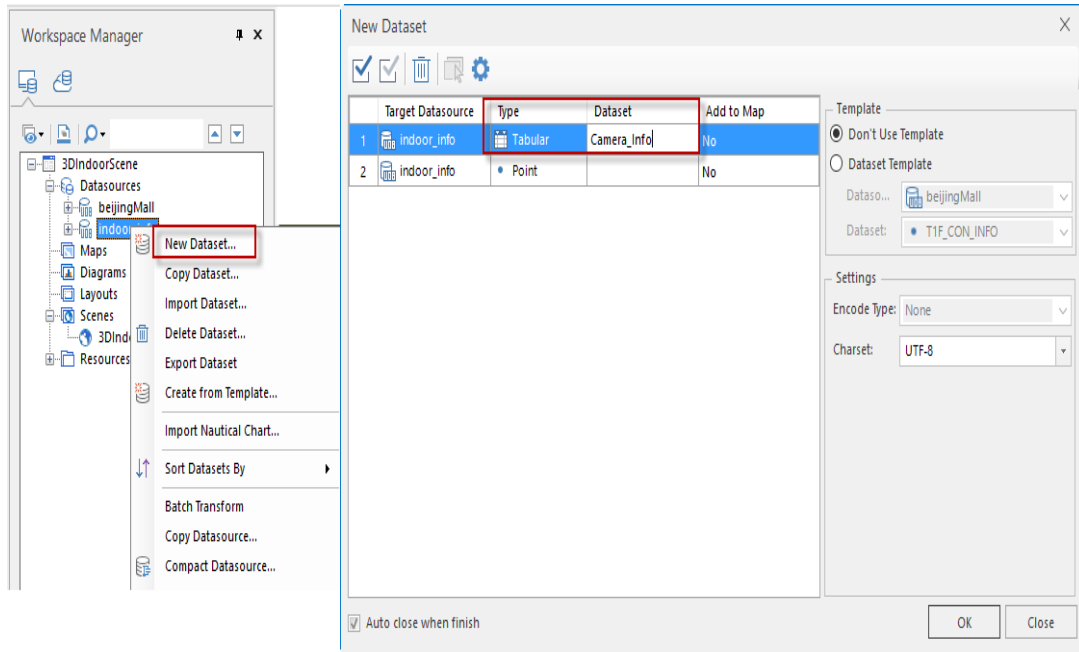 Workspace Manager
3DIndoorScene
Datasources
beijingMall
indoor_info
Maps
Diagrams
Layouts
Scenes
3DInd
Resources
New Dataset...
Copy Dataset...
Import Dataset...
Delete Dataset...
Export Dataset
Create from Template...
Import Nautical Chart...
Sort Datasets By
Batch Transform
Copy Datasource...
Compact Datasource...
New Dataset
Target Datasource Type Dataset Add to Map
1 indoor_info Tabular Camera_Info No
2 indoor_info Point No
Template
Don't Use Template
Dataset Template
Dataso... beijingMall
Dataset: T1F_CON_INFO
Settings
Encode Type: None
Charset: UTF-8
Auto close when finish
OK Close